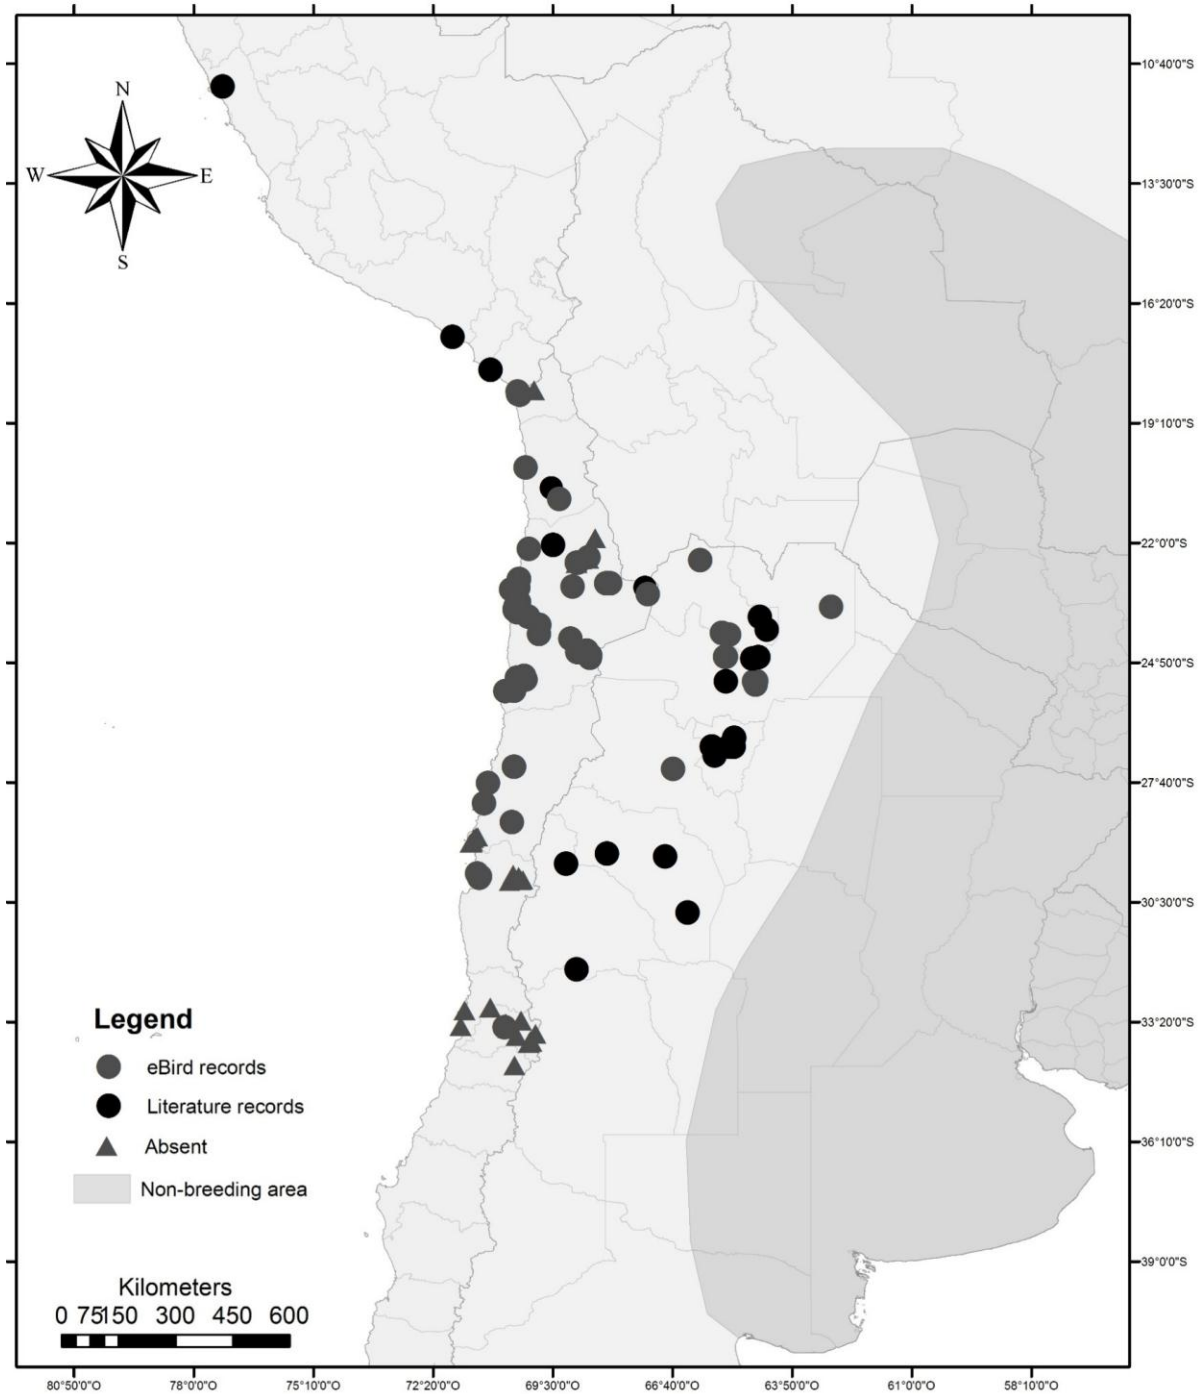 N
W
E
S
10°40'0"S
13°30'0"S
16°20'0"S
19°10'0"S
22°0'0"S
24°50'0"S
27°40'0"S
30°30'0"S
33°20'0"S
36°10'0"S
39°0'0"S
Legend
eBird records
Literature records
Absent
Non-breeding area
Kilometers
0 75150 300 450 600
80°50'0"O 78°0'0"O 75°10'0"O 72°20'0"O 69°30'0"O 66°40'0"O 63°50'0"O 61°0'0"O 58°10'0"O